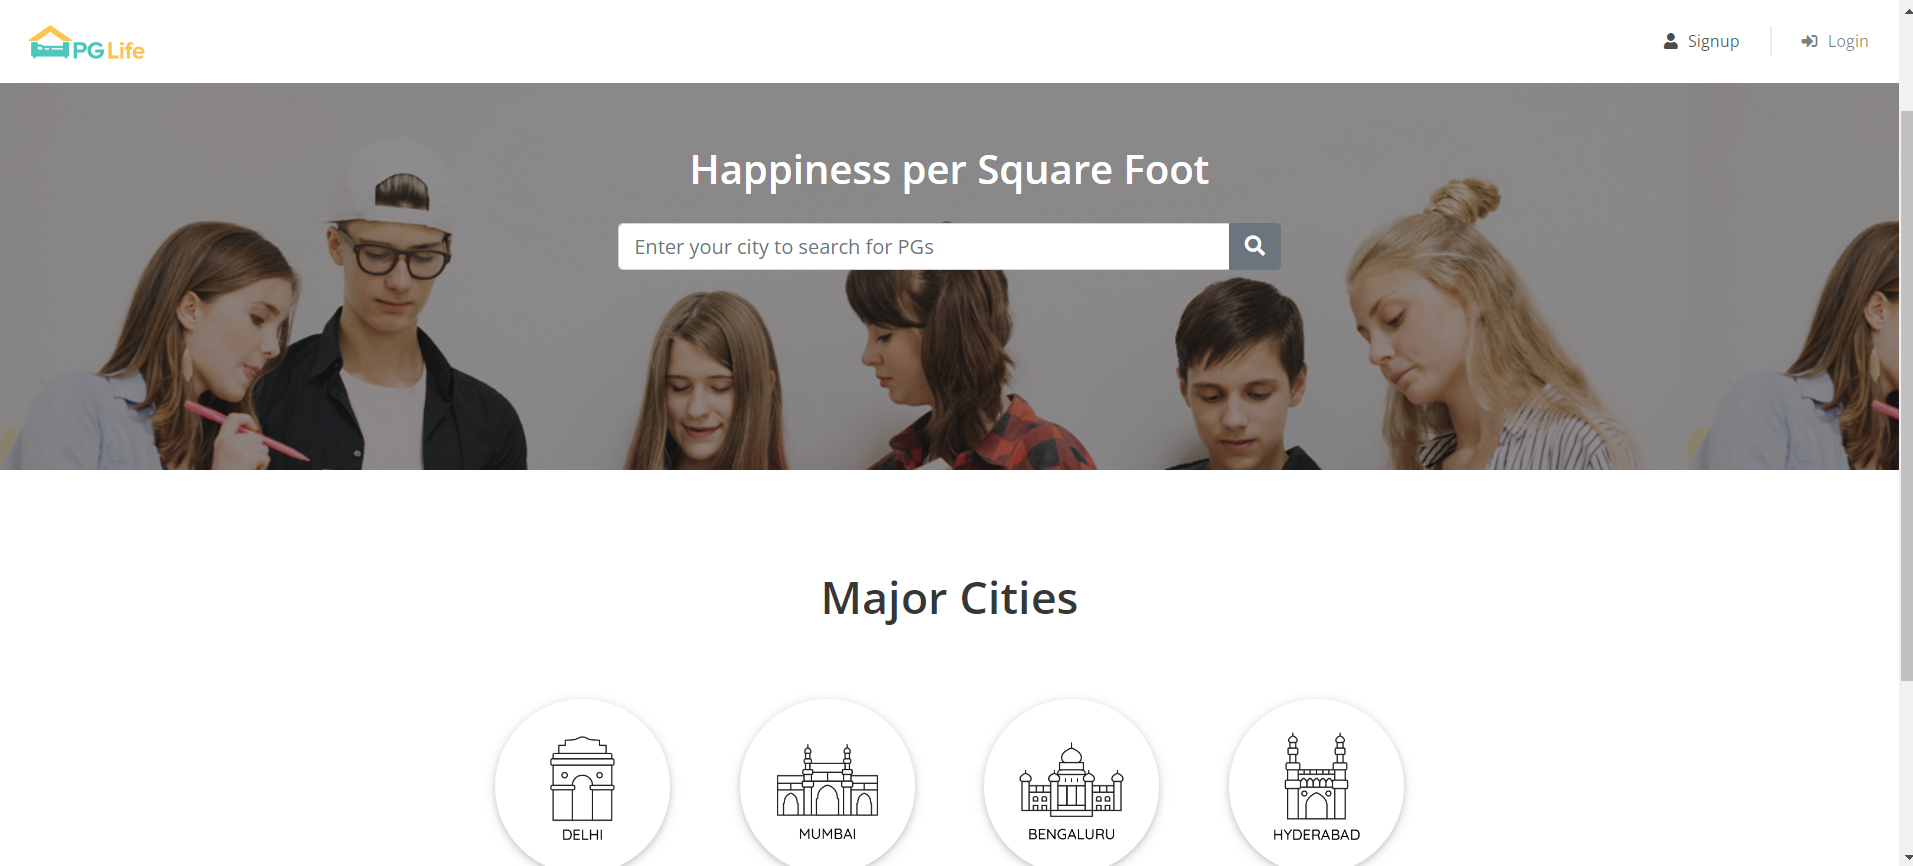 PG Life
Signup
Login
Happiness per Square Foot
Enter your city to search for PGs
Major Cities
DELHI
MUMBAI
BENGALURU
HYDERABAD